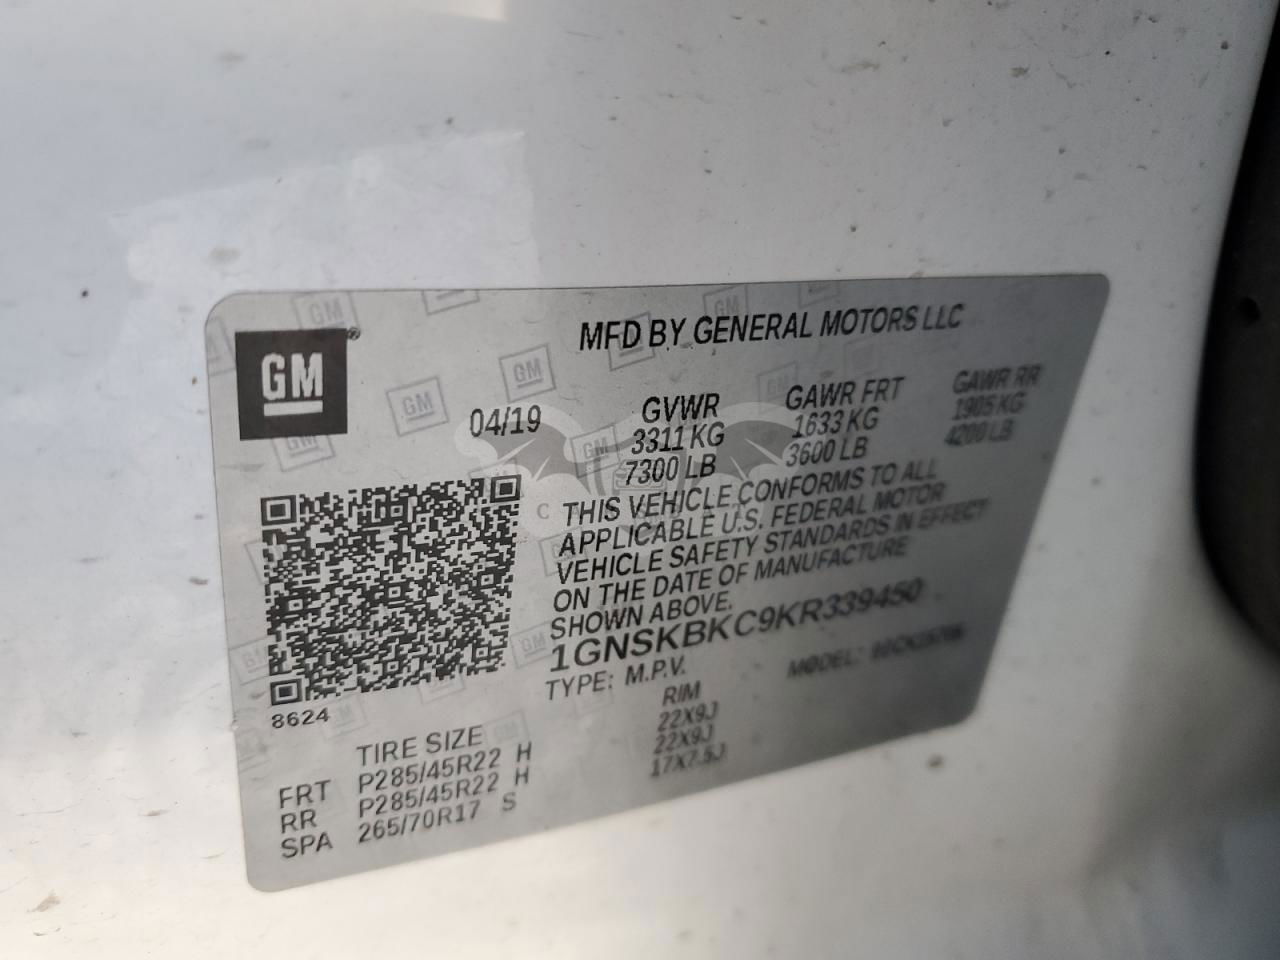 GM
MFD BY GENERAL MOTORS LLC
04/19
GVWR GAWR FRT GAWR RR
3311 KG 1633 KG 1905 KG
7300 LB 3600 LB 4200 LB
THIS VEHICLE CONFORMS TO ALL
APPLICABLE U.S. FEDERAL MOTOR
VEHICLE SAFETY STANDARDS IN EFFECT
ON THE DATE OF MANUFACTURE
SHOWN ABOVE.
1GNSKBKC9KR339450
TYPE: M.P.V. MODEL:
8624
TIRE SIZE RIM
FRT P285/45R22 H 22X9J
RR P285/45R22 H 22X9J
SPA 265/70R17 S 17X7.5J